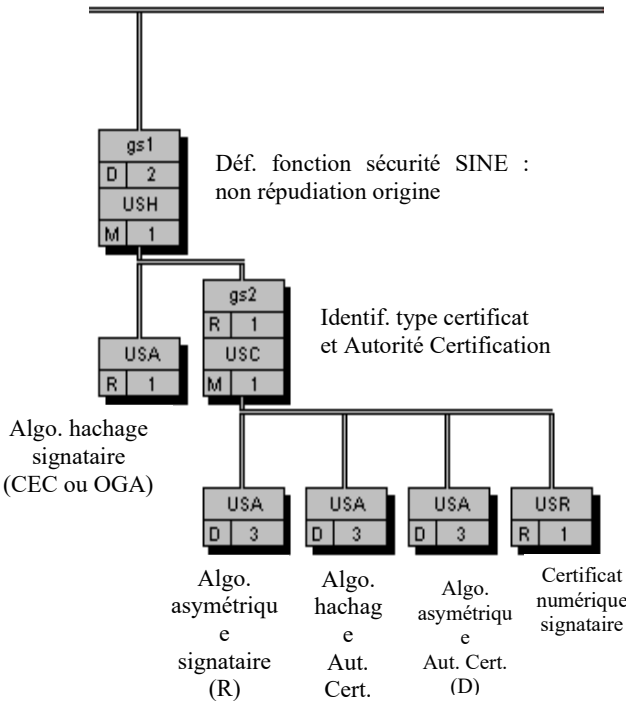 gs1
D 2
USH
M 1
Déf. fonction sécurité SINE :
non répudiation origine
gs2
R 1
USC
M 1
Identif. type certificat
et Autorité Certification
USA
R 1
Algo. hachage
signataire
(CEC ou OGA)
USA
D 3
USA
D 3
USA
D 3
USR
R 1
Algo.
asymétriqu
e
signataire
(R)
Algo.
hachag
e
Aut.
Cert.
Algo.
asymétriqu
e
Aut. Cert.
(D)
Certificat
numérique
signataire